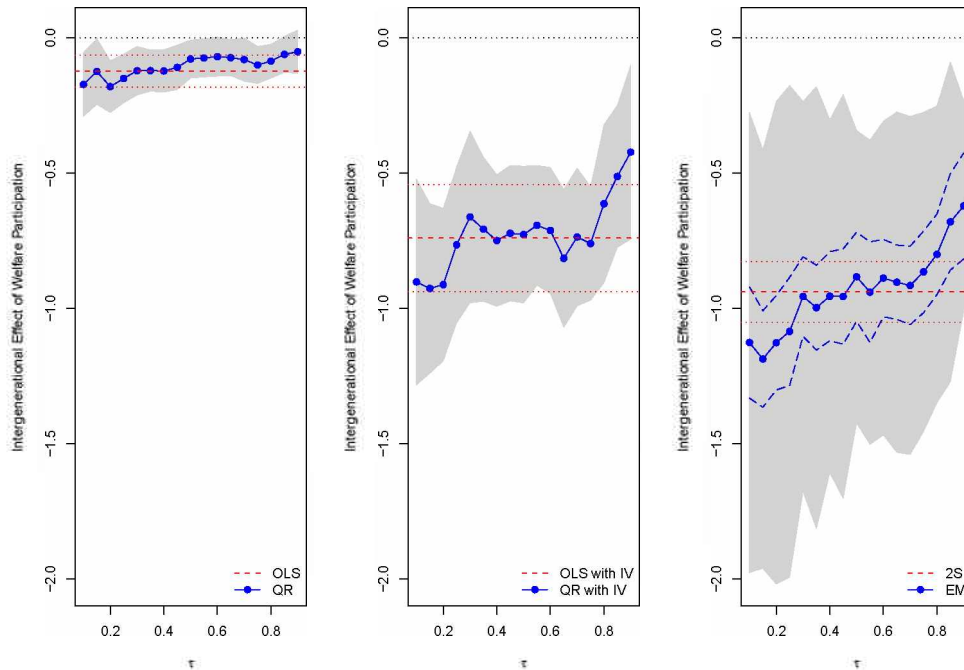 Intergenerational Effect of Welfare Participation
0.0
-0.5
-1.0
-1.5
-2.0
OLS
QR
0.2 0.4 0.6 0.8
τ
Intergenerational Effect of Welfare Participation
0.0
-0.5
-1.0
-1.5
-2.0
OLS with IV
QR with IV
0.2 0.4 0.6 0.8
τ
Intergenerational Effect of Welfare Participation
0.0
-0.5
-1.0
-1.5
-2.0
2S
EM
0.2 0.4 0.6 0.8
τ